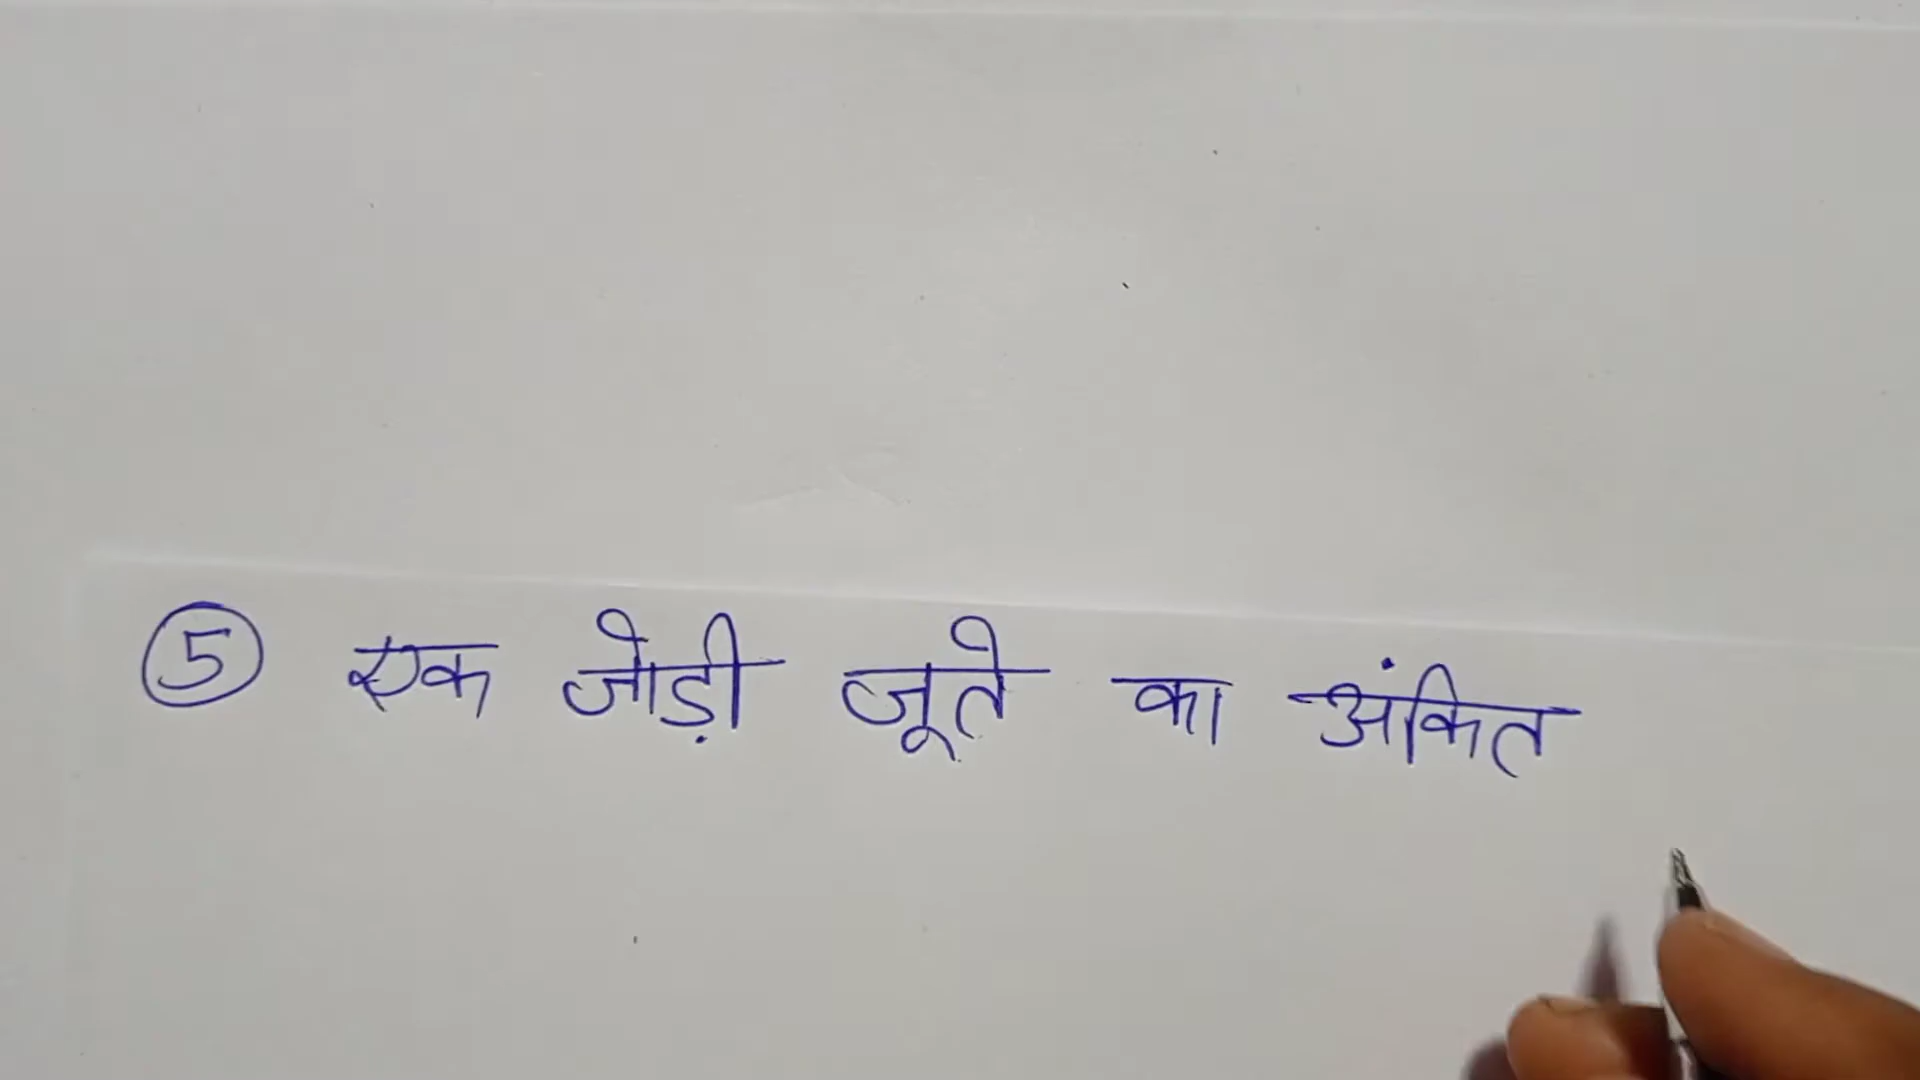 ⑤ एक जोड़ी जूते का अंकित